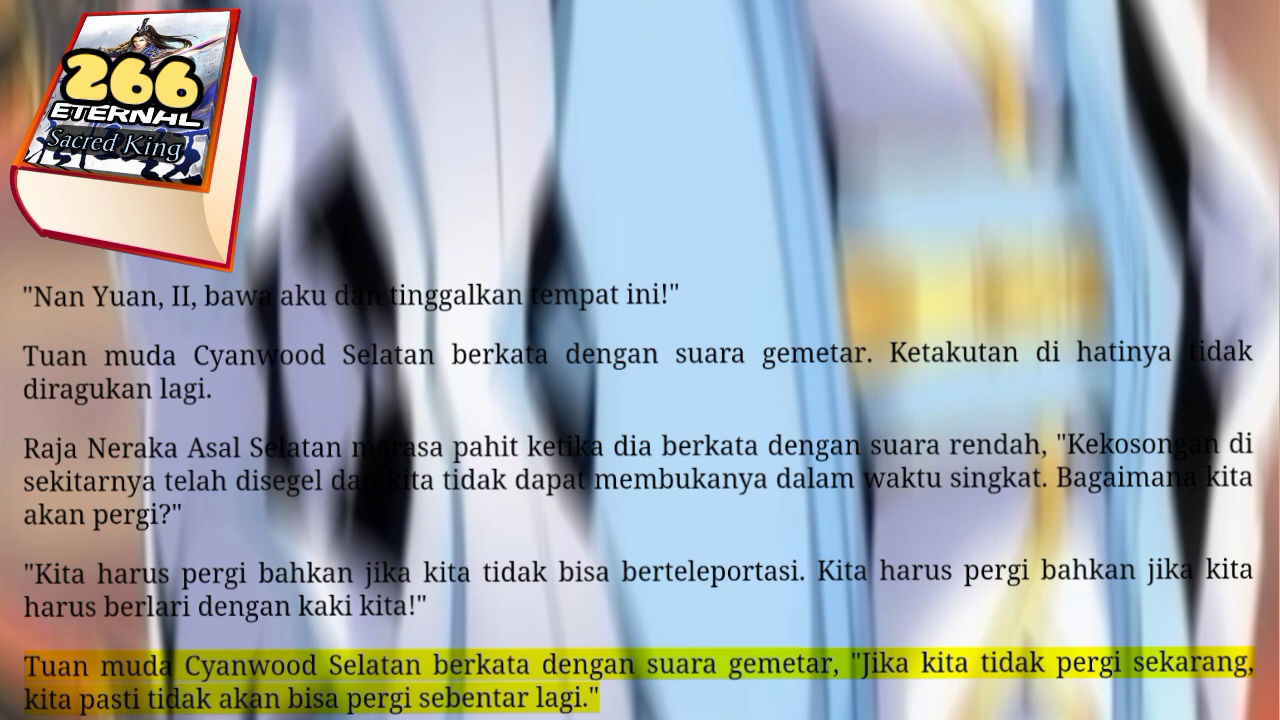 266
ETERNAL
Sacred King
"Nan Yuan, II, bawa aku dan tinggalkan tempat ini!"
Tuan muda Cyanwood Selatan berkata dengan suara gemetar. Ketakutan di hatinya tidak
diragukan lagi.
Raja Neraka Asal Selatan merasa pahit ketika dia berkata dengan suara rendah, "Kekosongan di
sekitarnya telah disegel dan kita tidak dapat membukanya dalam waktu singkat. Bagaimana kita
akan pergi?"
"Kita harus pergi bahkan jika kita tidak bisa berteleportasi. Kita harus pergi bahkan jika kita
harus berlari dengan kaki kita!"
Tuan muda Cyanwood Selatan berkata dengan suara gemetar, "Jika kita tidak pergi sekarang,
kita pasti tidak akan bisa pergi sebentar lagi."